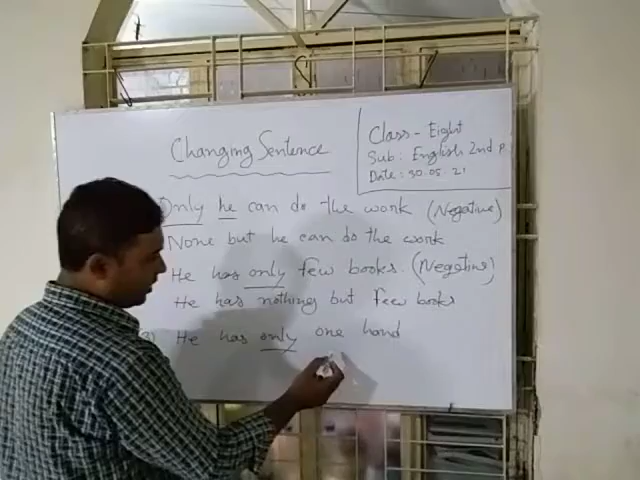 Changing Sentence
Class - Eight
Sub : English 2nd P
Date : 30.05.21
Only he can do the work (Negative)
None but he can do the work
He has only few books. (Negative)
He has nothing but few books
He has only one hand